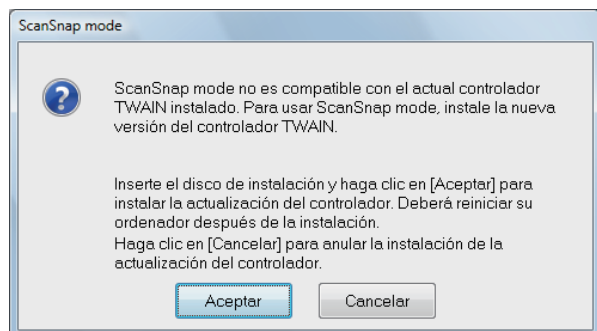 ScanSnap mode
ScanSnap mode no es compatible con el actual controlador
TWAIN instalado. Para usar ScanSnap mode, instale la nueva
versión del controlador TWAIN.
Inserte el disco de instalación y haga clic en [Aceptar] para
instalar la actualización del controlador. Deberá reiniciar su
ordenador después de la instalación.
Haga clic en [Cancelar] para anular la instalación de la
actualización del controlador.
Aceptar Cancelar